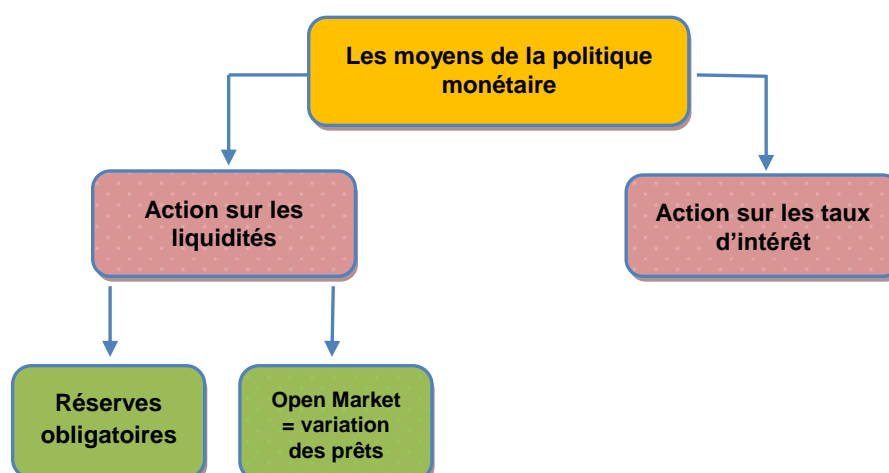 Les moyens de la politique
monétaire
Action sur les
liquidités
Action sur les taux
d’intérêt
Réserves
obligatoires
Open Market
= variation
des prêts